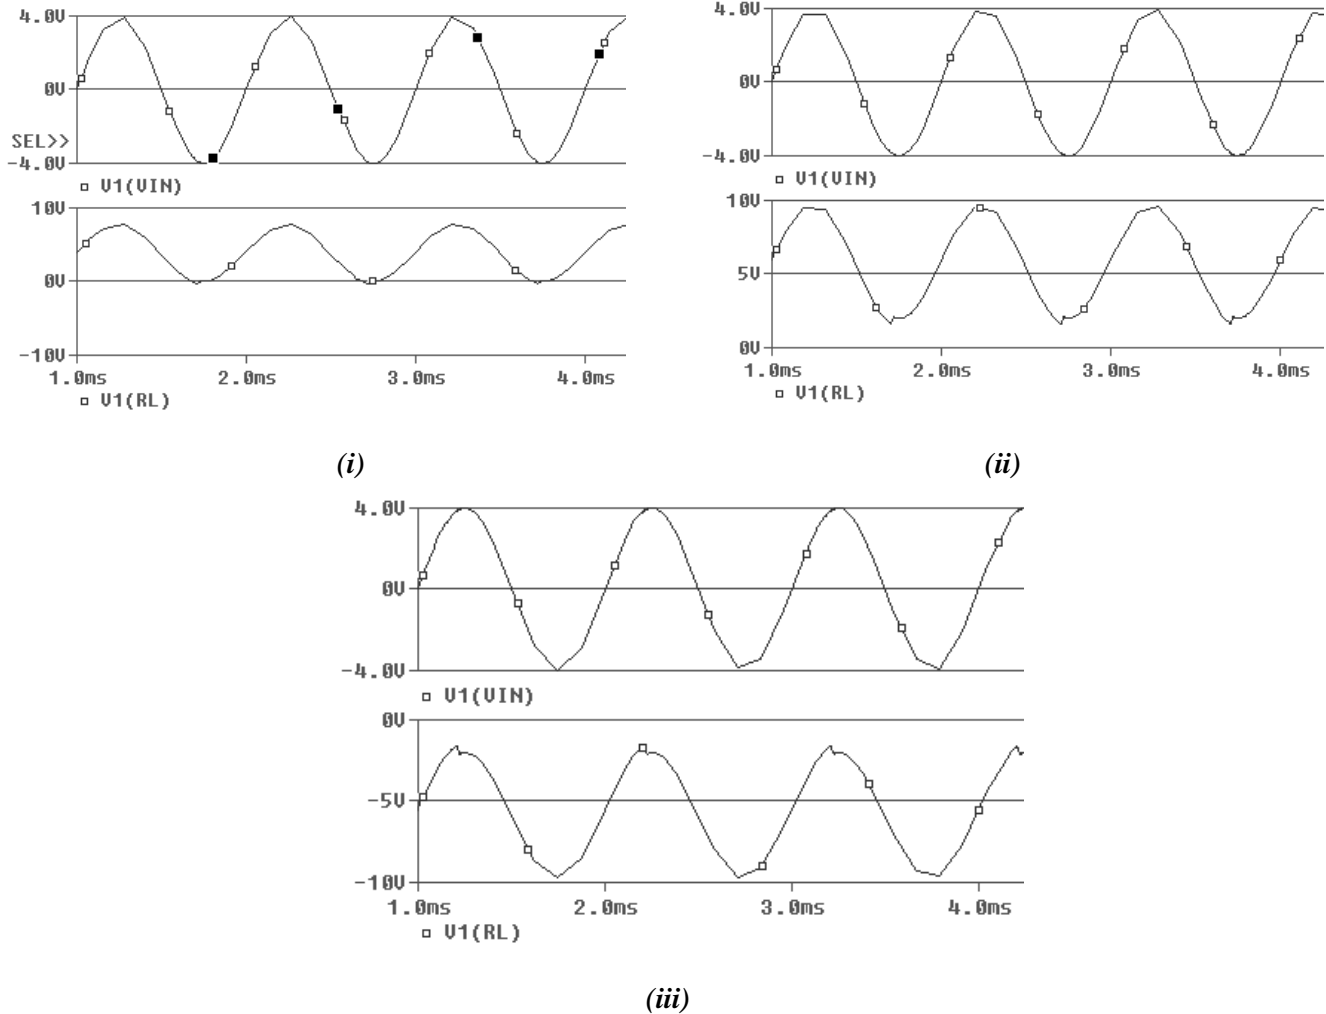 4.0V
0V
SEL>>
-4.0V
V1(VIN)
10V
0V
-10V
1.0ms 2.0ms 3.0ms 4.0ms
V1(RL)
(i)
4.0V
0V
-4.0V
V1(VIN)
10V
5V
0V
1.0ms 2.0ms 3.0ms 4.0ms
V1(RL)
(ii)
4.0V
0V
-4.0V
V1(VIN)
0V
-5V
-10V
1.0ms 2.0ms 3.0ms 4.0ms
V1(RL)
(iii)